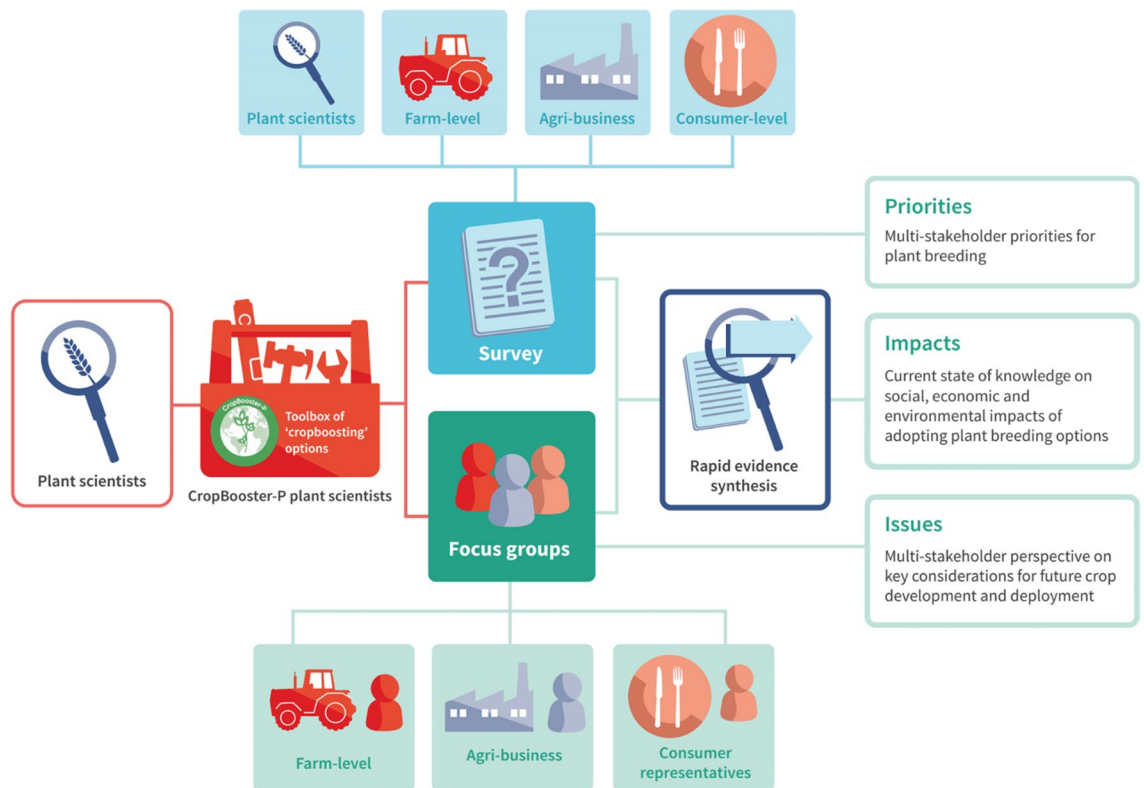 Plant scientists
Farm-level
Agri-business
Consumer-level
Survey
Priorities
Multi-stakeholder priorities for
plant breeding
Plant scientists
CropBooster-P
Toolbox of
‘cropboosting’
options
CropBooster-P plant scientists
Rapid evidence
synthesis
Impacts
Current state of knowledge on
social, economic and
environmental impacts of
adopting plant breeding options
Focus groups
Issues
Multi-stakeholder perspective on
key considerations for future crop
development and deployment
Farm-level
Agri-business
Consumer
representatives